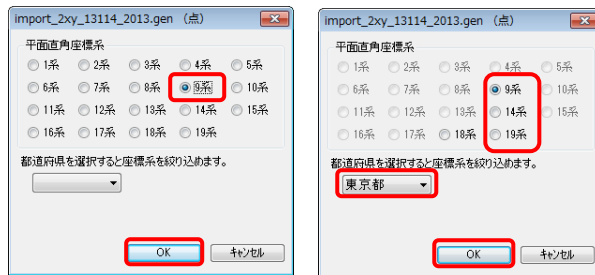 import_2xy_13114_2013.gen （点）
平面直角座標系
1系 2系 3系 4系 5系
6系 7系 8系 9系 10系
11系 12系 13系 14系 15系
16系 17系 18系 19系
都道府県を選択すると座標系を絞り込めます。
OK キャンセル
import_2xy_13114_2013.gen （点）
平面直角座標系
1系 2系 3系 4系 5系
6系 7系 8系 9系 10系
11系 12系 13系 14系 15系
16系 17系 18系 19系
都道府県を選択すると座標系を絞り込めます。
東京都
OK キャンセル